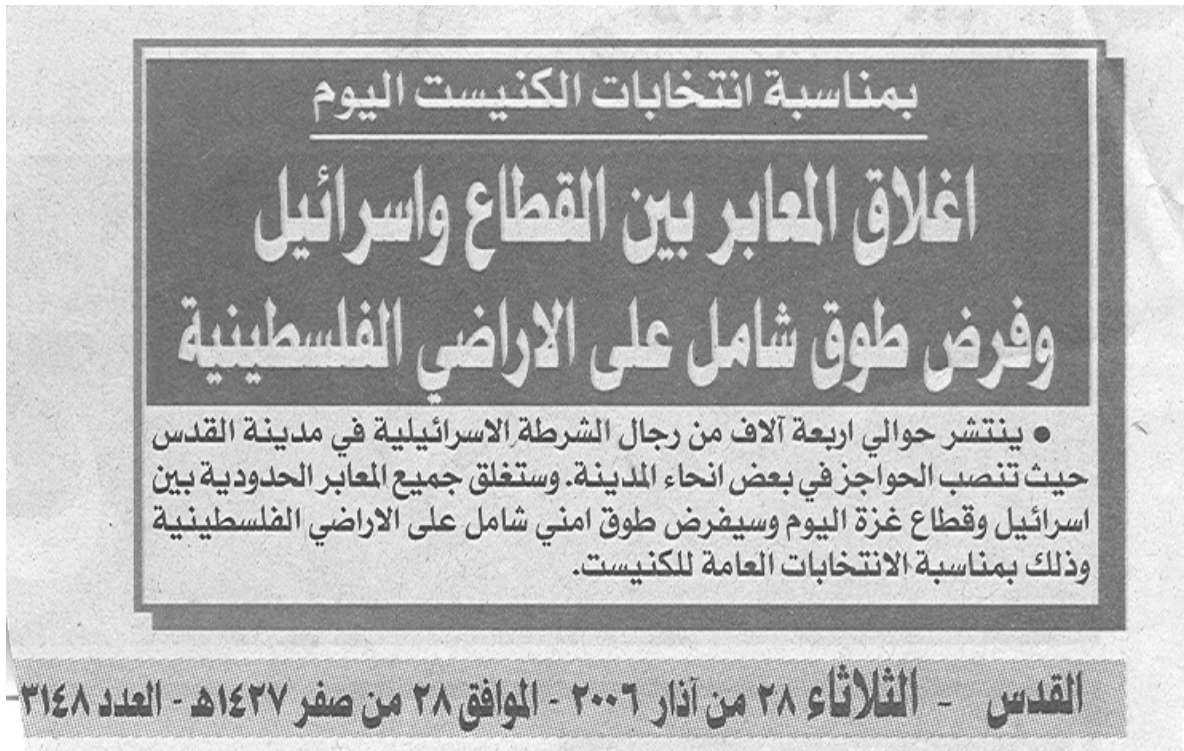 بمناسبة انتخابات الكنيست اليوم
اغلاق المعابر بين القطاع واسرائيل
وفرض طوق شامل على الاراضي الفلسطينية
● ينتشر حوالي اربعة آلاف من رجال الشرطة الاسرائيلية في مدينة القدس
حيث تنصب الحواجز في بعض انحاء المدينة. وستغلق جميع المعابر الحدودية بين
اسرائيل وقطاع غزة اليوم وسيفرض طوق امني شامل على الاراضي الفلسطينية
وذلك بمناسبة الانتخابات العامة للكنيست.
القدس - الثلاثاء ٢٨ من آذار ٢٠٠٦ - الموافق ٢٨ من صفر ١٤٢٧هـ - العدد ٣١٤٨